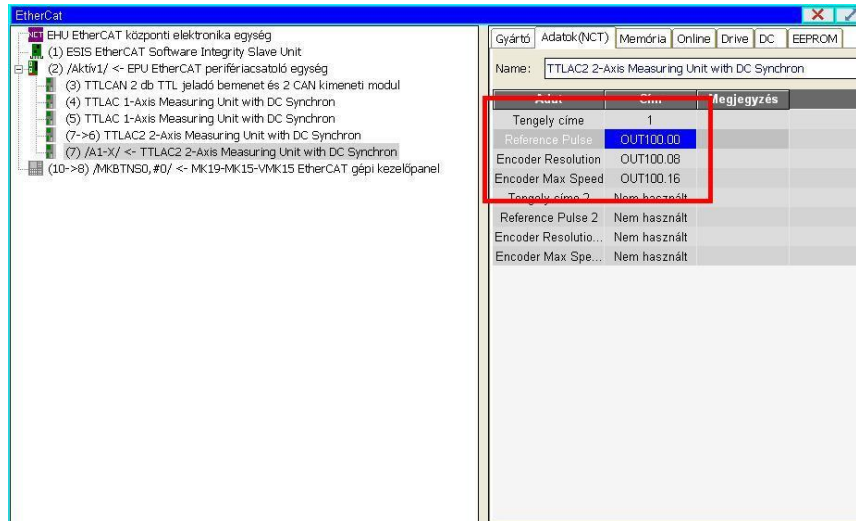 EtherCat
EHU EtherCAT központi elektronika egység
(1) ESIS EtherCAT Software Integrity Slave Unit
(2) /Aktív1/ <- EPU EtherCAT perifériacsatoló egység
(3) TTLCAN 2 db TTL jeladó bemenet és 2 CAN kimeneti modul
(4) TTLAC 1-Axis Measuring Unit with DC Synchron
(5) TTLAC 1-Axis Measuring Unit with DC Synchron
(7->6) TTLAC2 2-Axis Measuring Unit with DC Synchron
(7) /A1-X/ <- TTLAC2 2-Axis Measuring Unit with DC Synchron
(10->8) /MKBTNS0,#0/ <- MK19-MK15-VMK15 EtherCAT gépi kezelőpanel
Gyártó Adatok(NCT) Memória Online Drive DC EEPROM
Name: TTLAC2 2-Axis Measuring Unit with DC Synchron
Adat Cím Megjegyzés
Tengely címe 1
Reference Pulse OUT100.00
Encoder Resolution OUT100.08
Encoder Max Speed OUT100.16
Tengely címe 2 Nem használt
Reference Pulse 2 Nem használt
Encoder Resolutio... Nem használt
Encoder Max Spe... Nem használt